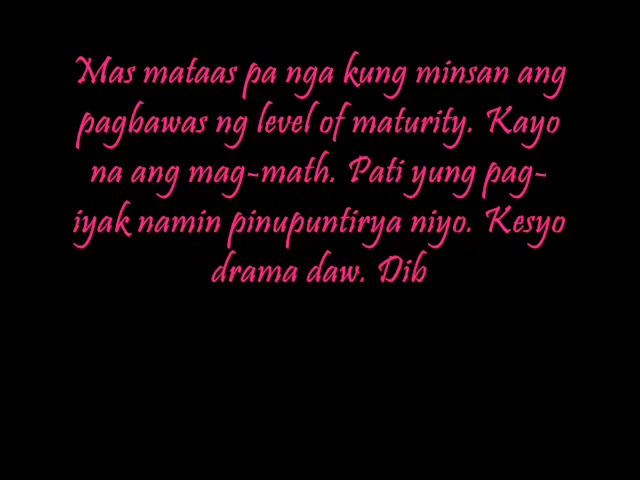 Mas mataas pa nga kung minsan ang
pagbawas ng level of maturity. Kayo
na ang mag-math. Pati yung pag-
iyak namin pinupuntirya niyo. Kesyo
drama daw. Dib